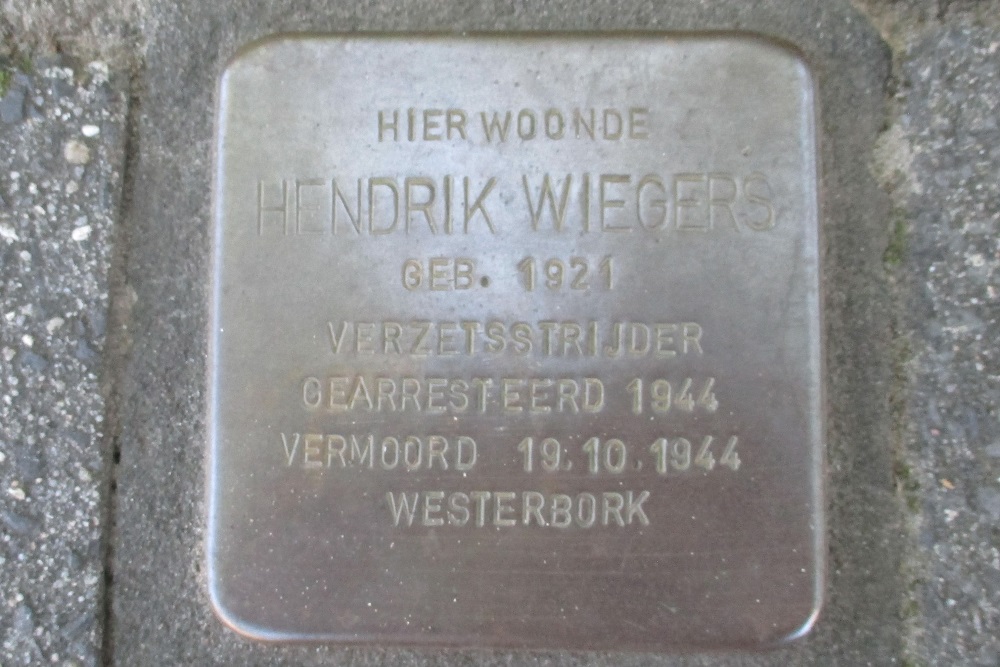 HIER WOONDE
HENDRIK WIEGERS
GEB. 1921
VERZETSSTRIJDER
GEARRESTEERD 1944
VERMOORD 19.10.1944
WESTERBORK